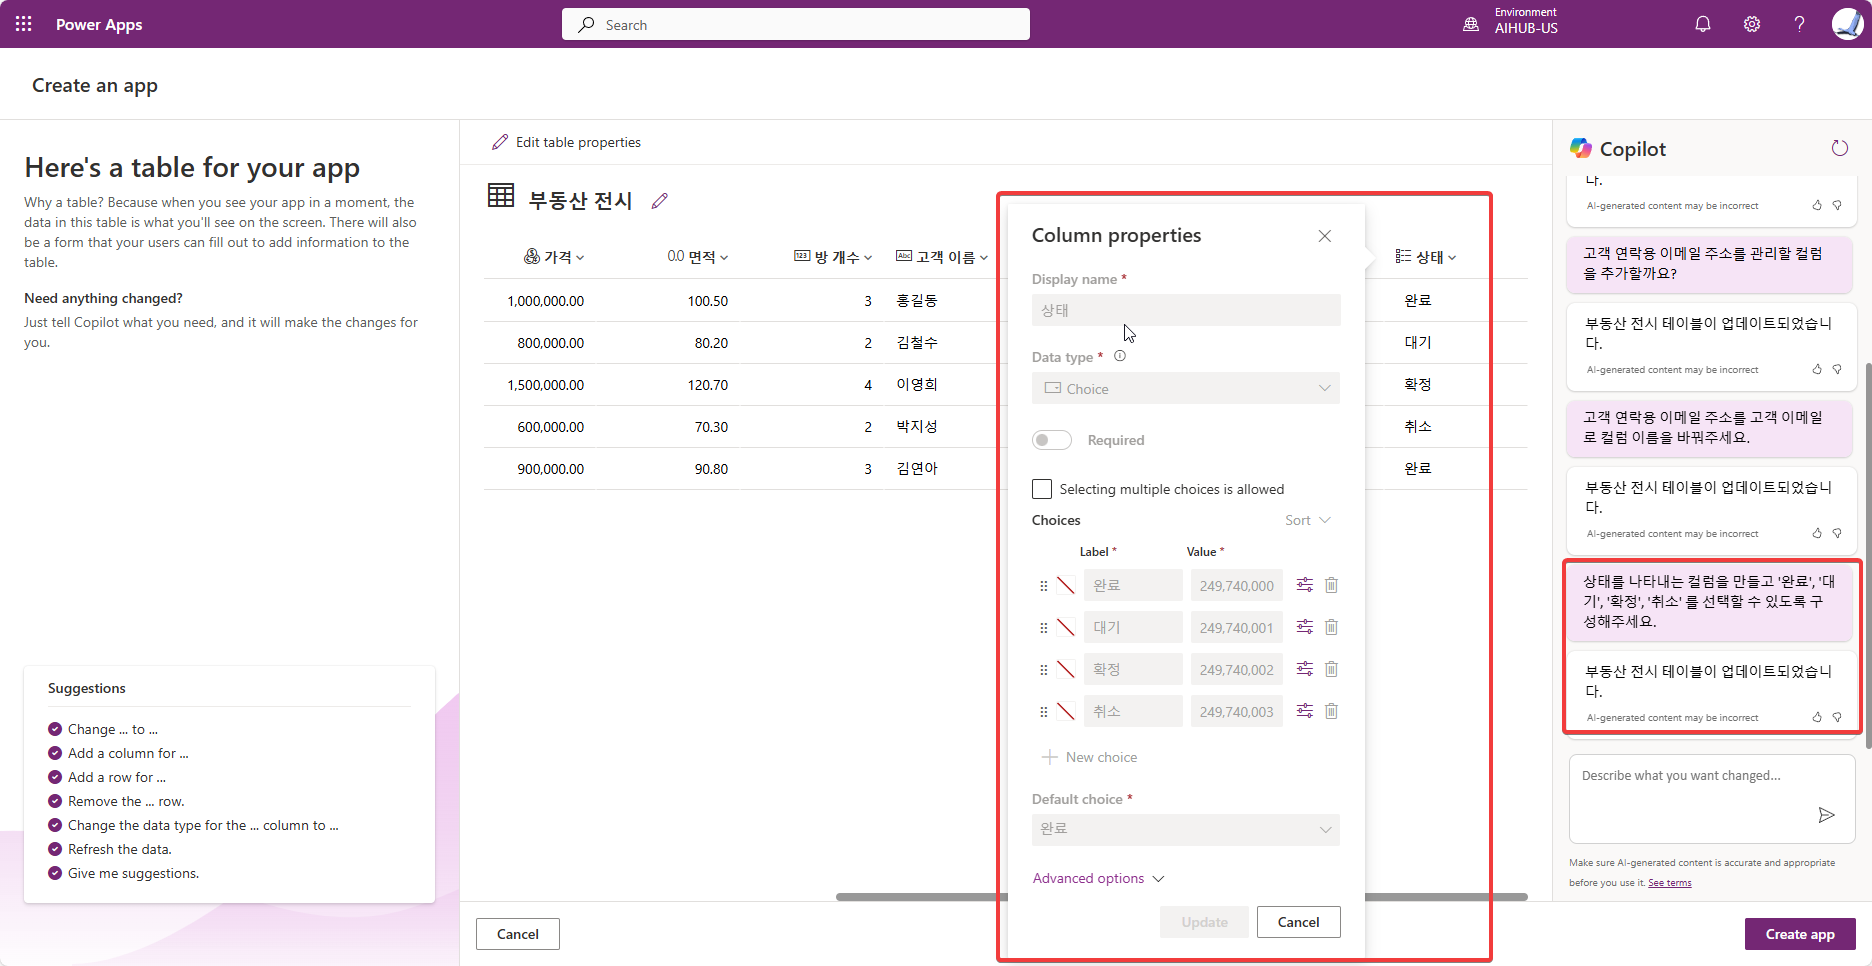 Power Apps
Search
Environment
AIHUB-US
Create an app
Here's a table for your app
Why a table? Because when you see your app in a moment, the
data in this table is what you'll see on the screen. There will also
be a form that your users can fill out to add information to the
table.
Need anything changed?
Just tell Copilot what you need, and it will make the changes for
you.
Suggestions
Change ... to ...
Add a column for ...
Add a row for ...
Remove the ... row.
Change the data type for the ... column to ...
Refresh the data.
Give me suggestions.
Edit table properties
부동산 전시
가격 0.0 면적 123 방 개수 Abc 고객 이름 상태
1,000,000.00 100.50 3 홍길동 완료
800,000.00 80.20 2 김철수 대기
1,500,000.00 120.70 4 이영희 확정
600,000.00 70.30 2 박지성 취소
900,000.00 90.80 3 김연아 완료
Cancel
Column properties
Display name *
상태
Data type *
Choice
Required
Selecting multiple choices is allowed
Choices Sort
Label * Value *
완료 249,740,000
대기 249,740,001
확정 249,740,002
취소 249,740,003
New choice
Default choice *
완료
Advanced options
Update Cancel
Copilot
다.
AI-generated content may be incorrect
고객 연락용 이메일 주소를 관리할 컬럼
을 추가할까요?
부동산 전시 테이블이 업데이트되었습니
다.
AI-generated content may be incorrect
고객 연락용 이메일 주소를 고객 이메일
로 컬럼 이름을 바꿔주세요.
부동산 전시 테이블이 업데이트되었습니
다.
AI-generated content may be incorrect
상태를 나타내는 컬럼을 만들고 '완료', '대
기', '확정', '취소' 를 선택할 수 있도록 구
성해주세요.
부동산 전시 테이블이 업데이트되었습니
다.
AI-generated content may be incorrect
Describe what you want changed...
Make sure AI-generated content is accurate and appropriate
before you use it. See terms
Create app